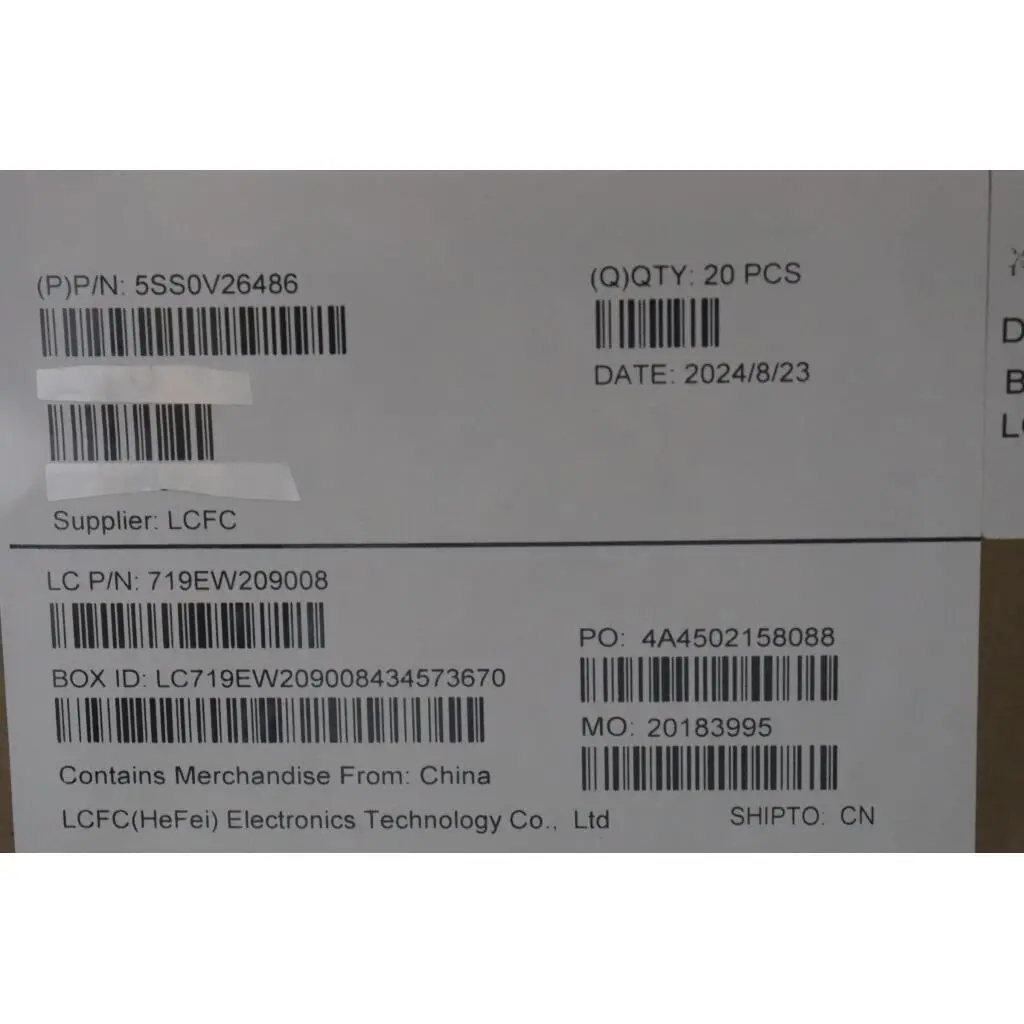 (P)P/N: 5SS0V26486
(Q)QTY: 20 PCS
DATE: 2024/8/23
Supplier: LCFC
LC P/N: 719EW209008
PO: 4A4502158088
BOX ID: LC719EW209008434573670
MO: 20183995
Contains Merchandise From: China
LCFC(HeFei) Electronics Technology Co., Ltd
SHIPTO: CN